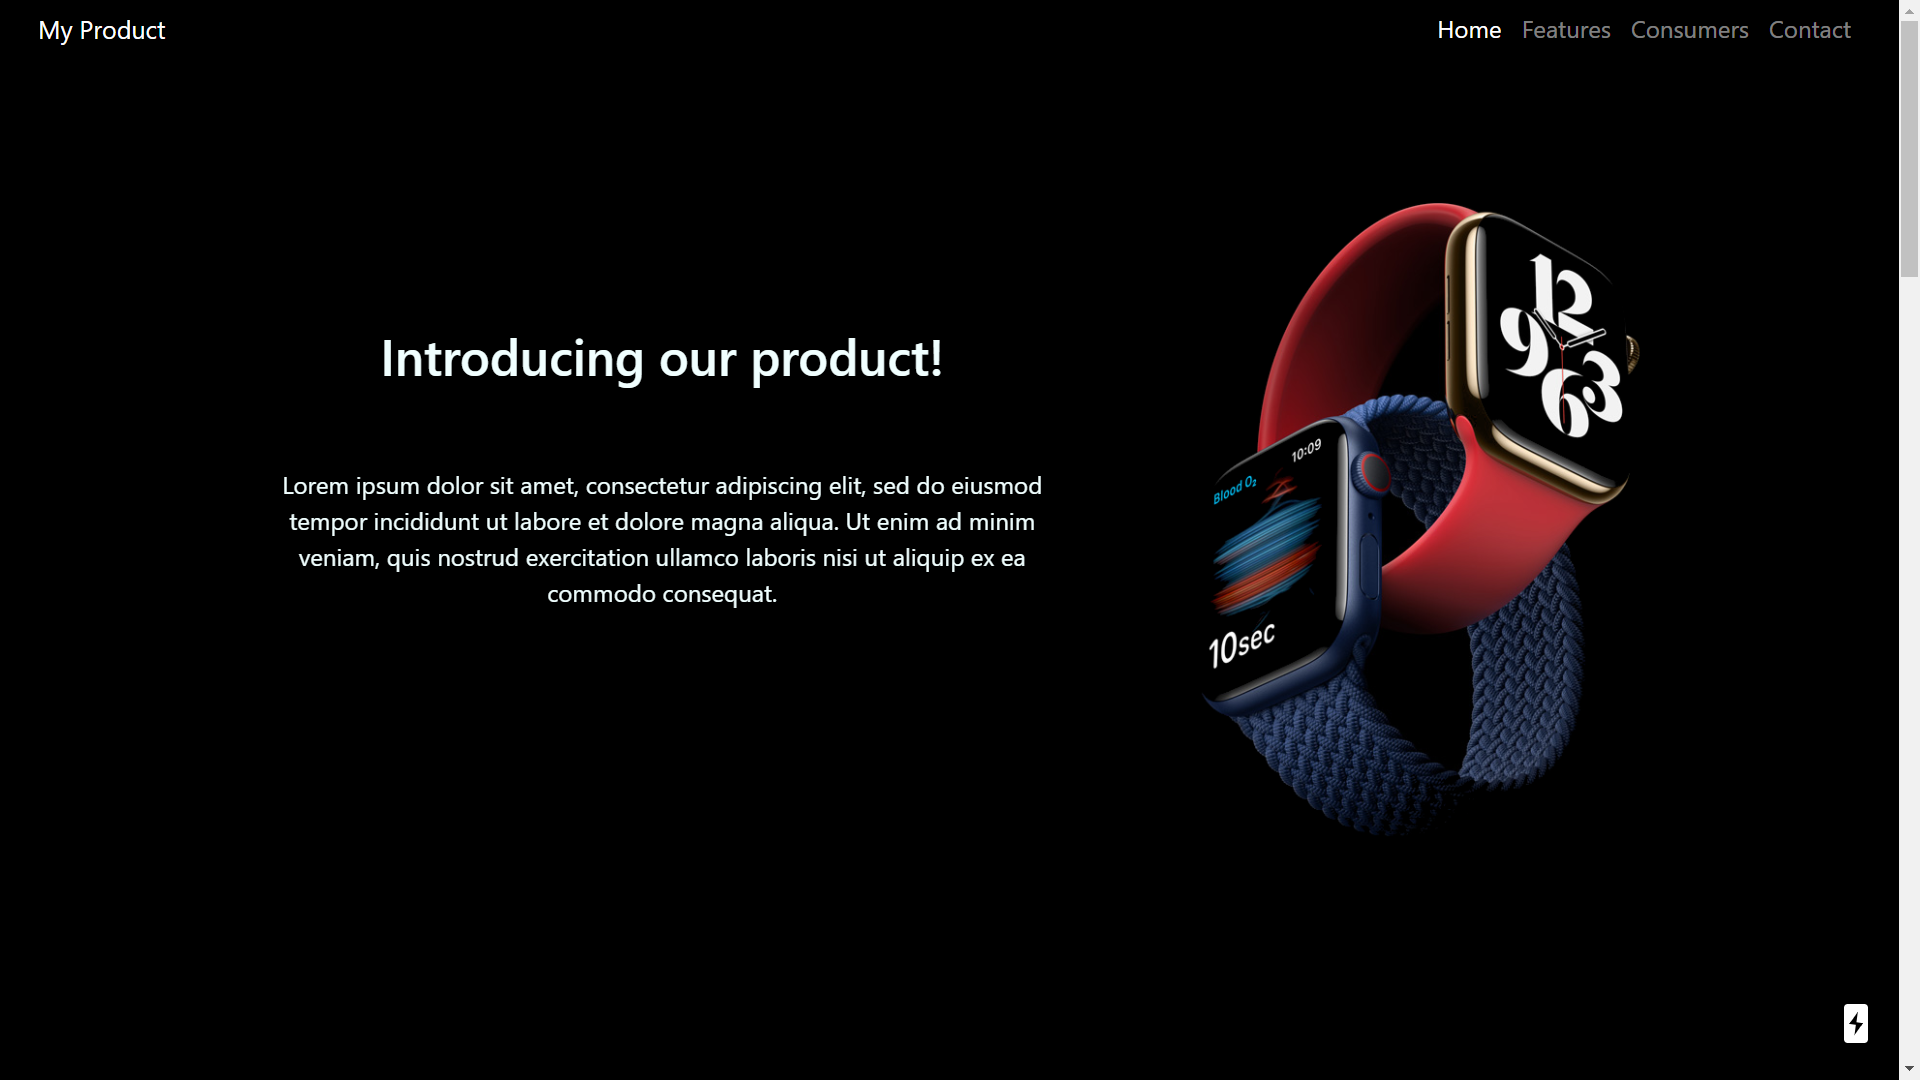 My Product
Home Features Consumers Contact
Introducing our product!
Lorem ipsum dolor sit amet, consectetur adipiscing elit, sed do eiusmod
tempor incididunt ut labore et dolore magna aliqua. Ut enim ad minim
veniam, quis nostrud exercitation ullamco laboris nisi ut aliquip ex ea
commodo consequat.
12
9 3
6
10:09
Blood O₂
10sec